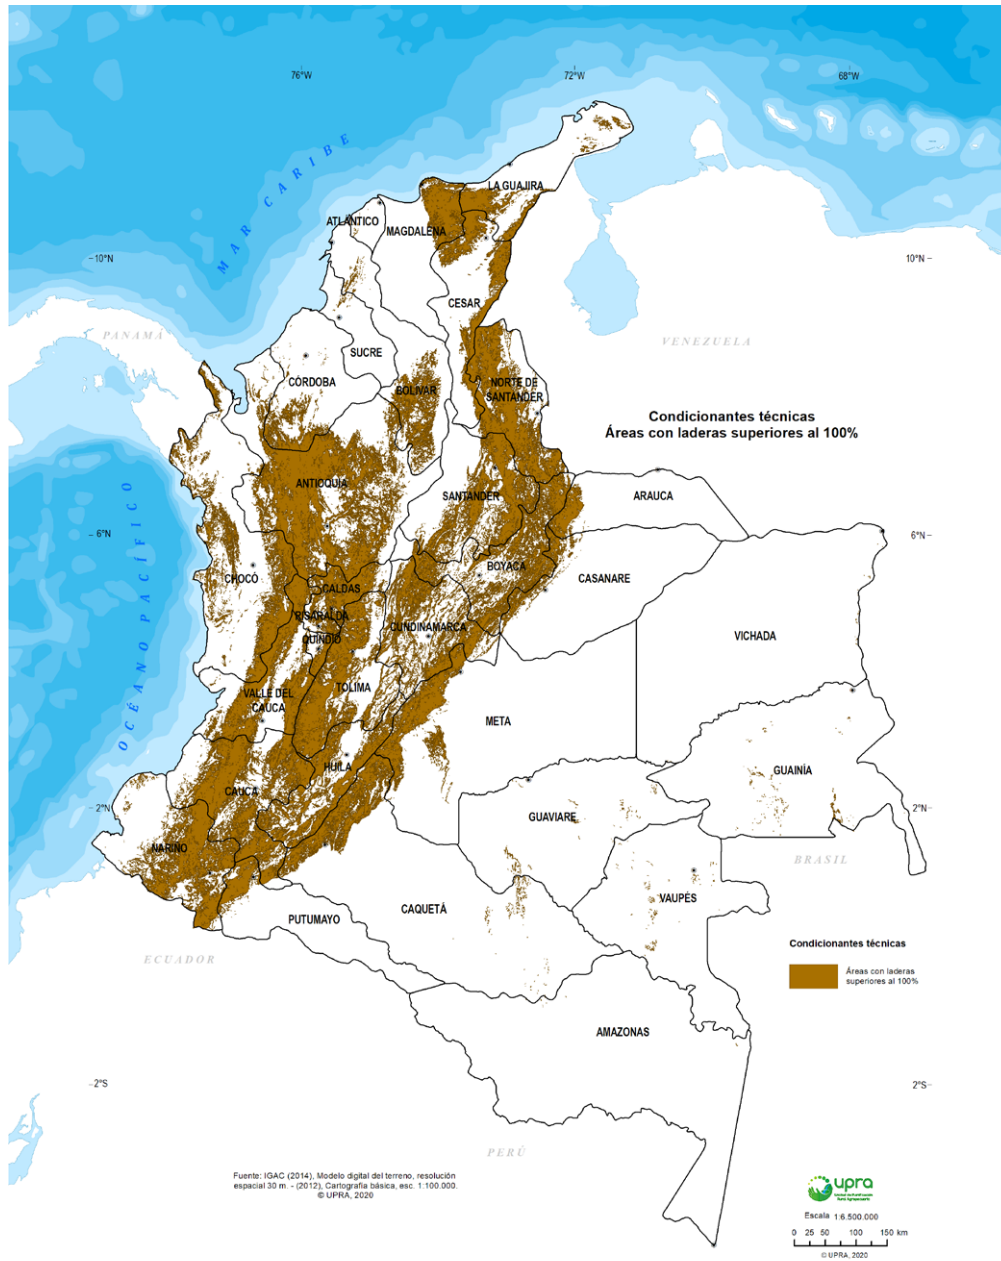 76°W
72°W
68°W
MAR CARIBE
LA GUAJIRA
ATLÁNTICO
MAGDALENA
10°N
10°N
CESAR
PANAMÁ
VENEZUELA
SUCRE
CÓRDOBA
BOLÍVAR
NORTE DE
SANTANDER
Condicionantes técnicas
Áreas con laderas superiores al 100%
ANTIOQUIA
SANTANDER
ARAUCA
OCÉANO PACÍFICO
6°N
6°N
CHOCÓ
BOYACÁ
CASANARE
CALDAS
RISARALDA
QUINDIO
CUNDINAMARCA
VICHADA
VALLE DEL
CAUCA
TOLIMA
META
HUILA
GUAINÍA
CAUCA
2°N
2°N
GUAVIARE
NARIÑO
BRASIL
VAUPÉS
CAQUETÁ
PUTUMAYO
ECUADOR
Condicionantes técnicas
Áreas con laderas
superiores al 100%
AMAZONAS
2°S
2°S
PERÚ
Fuente: IGAC (2014), Modelo digital del terreno, resolución
espacial 30 m. - (2012), Cartografía básica, esc. 1:100.000.
© UPRA, 2020
upra
Escala 1:6.500.000
0 25 50 100 150 km
© UPRA, 2020